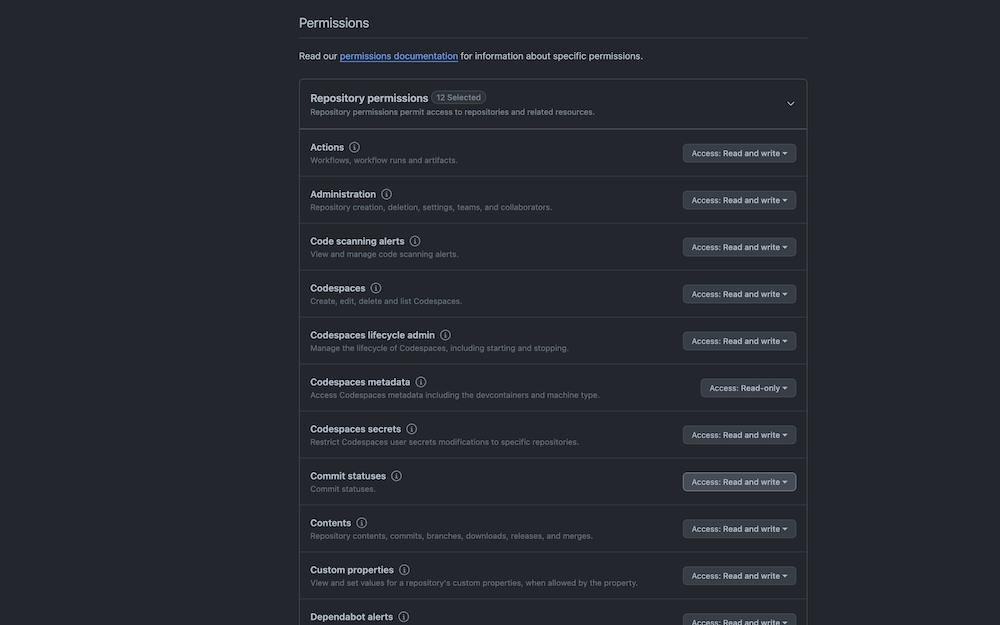 Permissions
Read our permissions documentation for information about specific permissions.
Repository permissions 12 Selected
Repository permissions permit access to repositories and related resources.
Actions
Access: Read and write
Workflows, workflow runs and artifacts.
Administration
Access: Read and write
Repository creation, deletion, settings, teams, and collaborators.
Code scanning alerts
Access: Read and write
View and manage code scanning alerts.
Codespaces
Access: Read and write
Create, edit, delete and list Codespaces.
Codespaces lifecycle admin
Access: Read and write
Manage the lifecycle of Codespaces, including starting and stopping.
Codespaces metadata
Access: Read-only
Access Codespaces metadata including the devcontainers and machine type.
Codespaces secrets
Access: Read and write
Restrict Codespaces user secrets modifications to specific repositories.
Commit statuses
Access: Read and write
Commit statuses.
Contents
Access: Read and write
Repository contents, commits, branches, downloads, releases, and merges.
Custom properties
Access: Read and write
View and set values for a repository's custom properties, when allowed by the property.
Dependabot alerts
Access: Read and write